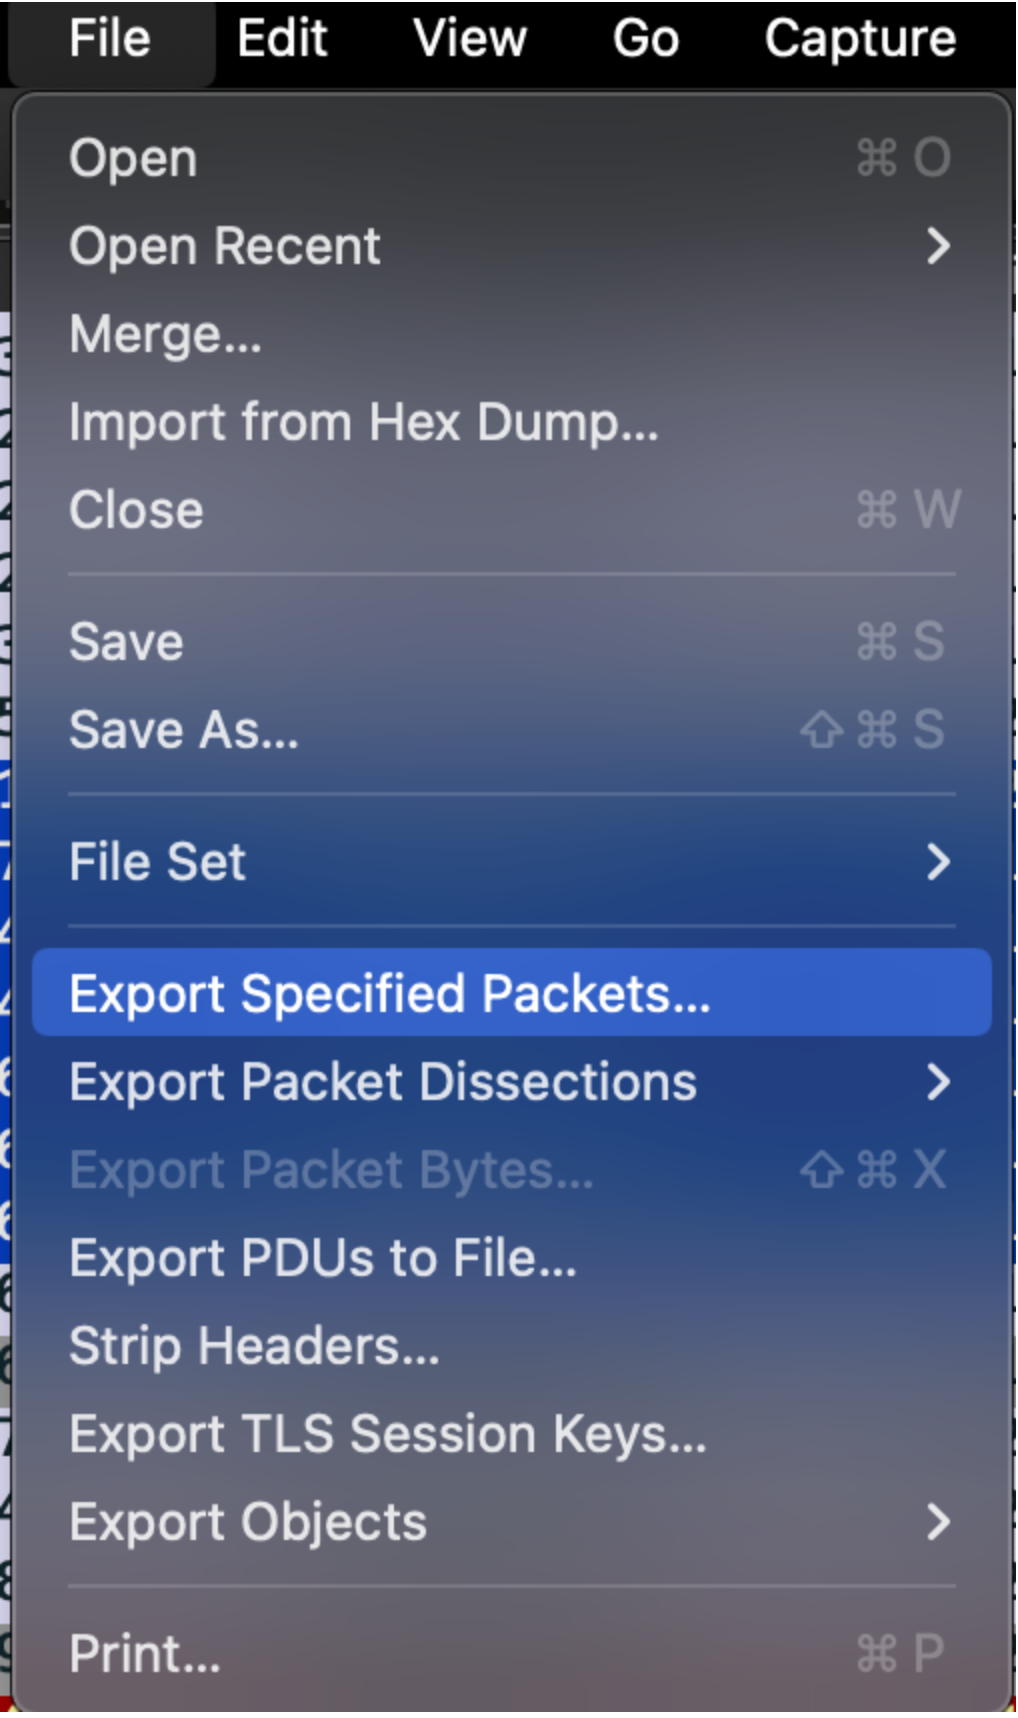 File Edit View Go Capture
Open ⌘ O
Open Recent
Merge...
Import from Hex Dump...
Close ⌘ W
Save ⌘ S
Save As... ⇧ ⌘ S
File Set
Export Specified Packets...
Export Packet Dissections
Export Packet Bytes... ⇧ ⌘ X
Export PDUs to File...
Strip Headers...
Export TLS Session Keys...
Export Objects
Print... ⌘ P